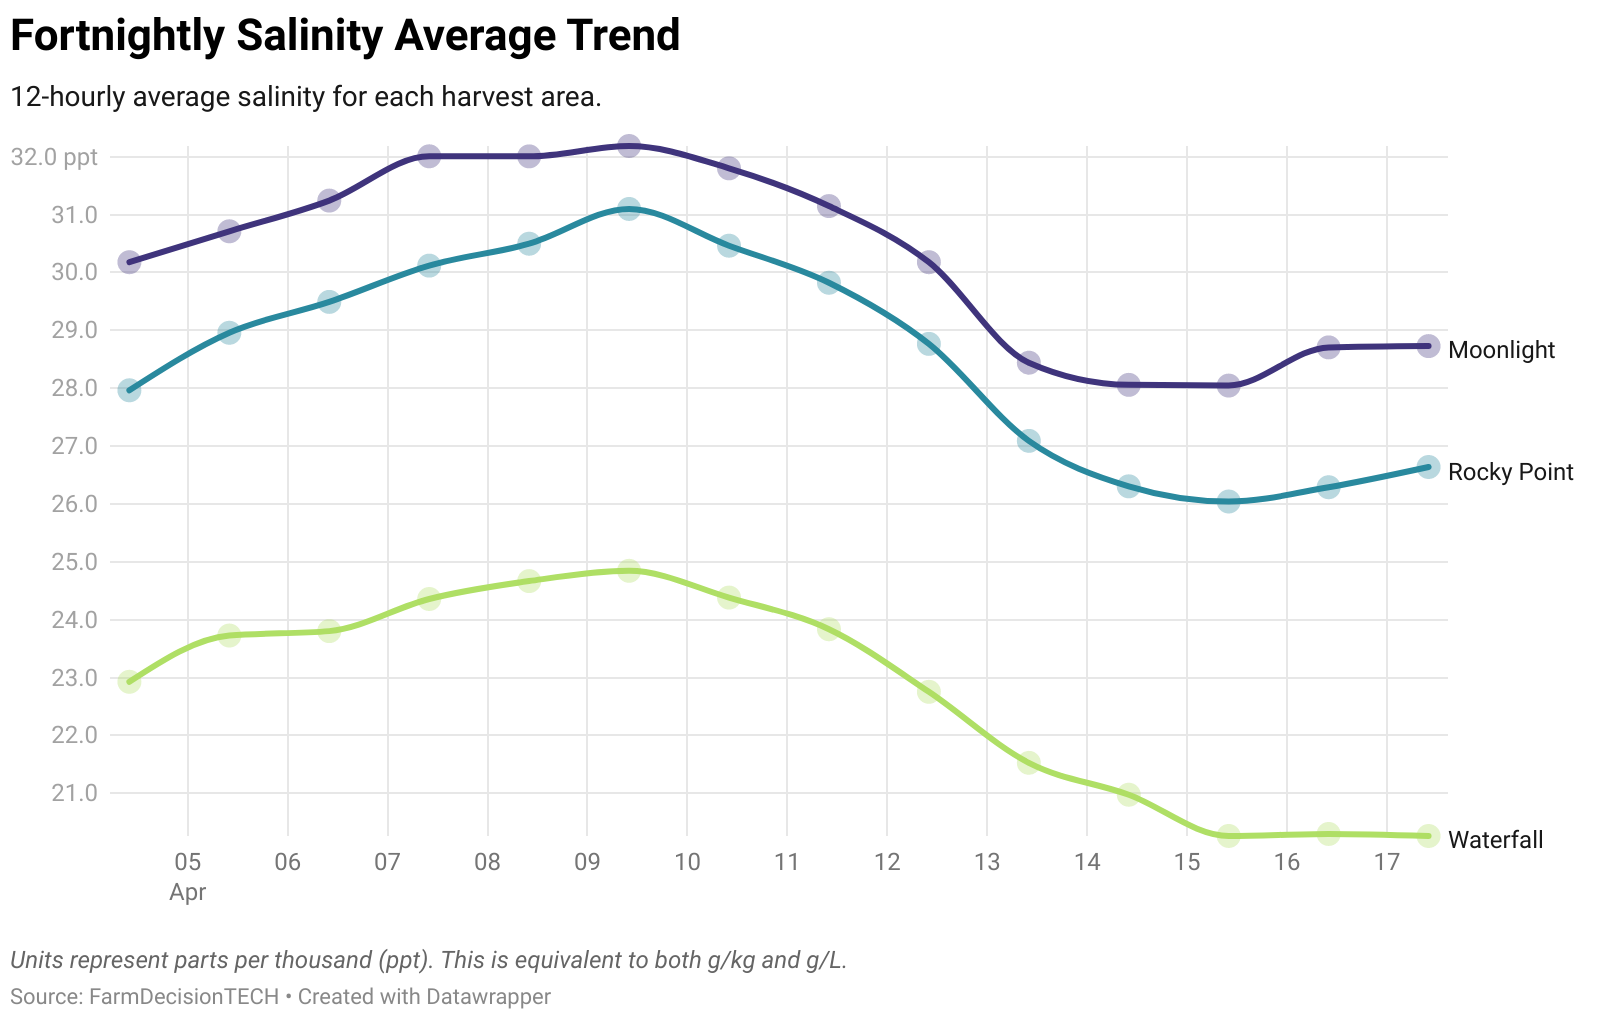 Fortnightly Salinity Average Trend
12-hourly average salinity for each harvest area.
32.0 ppt
31.0
30.0
29.0
28.0
27.0
26.0
25.0
24.0
23.0
22.0
21.0
Moonlight
Rocky Point
Waterfall
05 06 07 08 09 10 11 12 13 14 15 16 17
Apr
Units represent parts per thousand (ppt). This is equivalent to both g/kg and g/L.
Source: FarmDecisionTECH • Created with Datawrapper